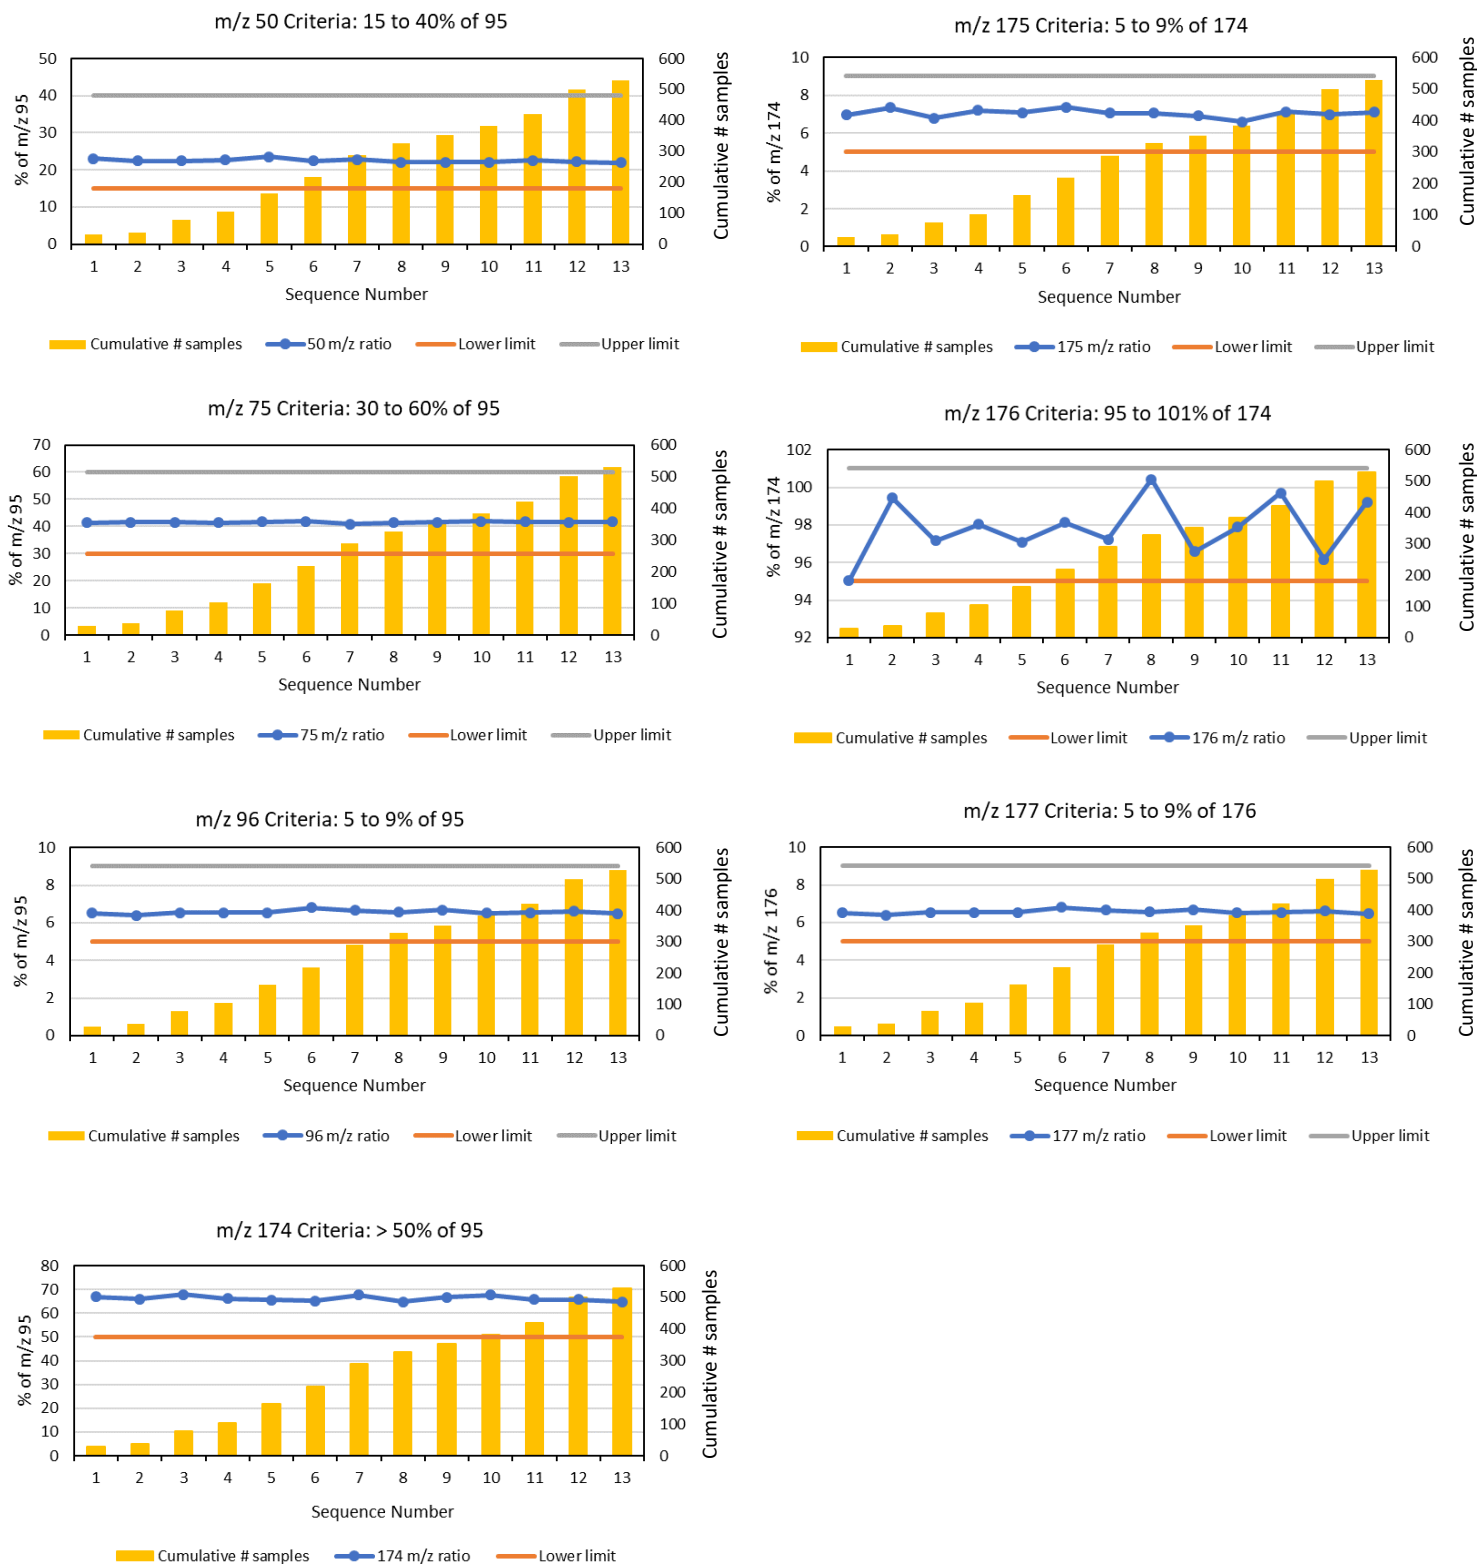 m/z 50 Criteria: 15 to 40% of 95
% of m/z 95
50
40
30
20
10
0
600
500
400
300
200
100
0
Cumulative # samples
1 2 3 4 5 6 7 8 9 10 11 12 13
Sequence Number
Cumulative # samples 50 m/z ratio Lower limit Upper limit
m/z 175 Criteria: 5 to 9% of 174
% of m/z 174
10
8
6
4
2
0
600
500
400
300
200
100
0
Cumulative # samples
1 2 3 4 5 6 7 8 9 10 11 12 13
Sequence Number
Cumulative # samples 175 m/z ratio Lower limit Upper limit
m/z 75 Criteria: 30 to 60% of 95
% of m/z 95
70
60
50
40
30
20
10
0
600
500
400
300
200
100
0
Cumulative # samples
1 2 3 4 5 6 7 8 9 10 11 12 13
Sequence Number
Cumulative # samples 75 m/z ratio Lower limit Upper limit
m/z 176 Criteria: 95 to 101% of 174
% of m/z 174
102
100
98
96
94
92
600
500
400
300
200
100
0
Cumulative # samples
1 2 3 4 5 6 7 8 9 10 11 12 13
Sequence Number
Cumulative # samples Lower limit 176 m/z ratio Upper limit
m/z 96 Criteria: 5 to 9% of 95
% of m/z 95
10
8
6
4
2
0
600
500
400
300
200
100
0
Cumulative # samples
1 2 3 4 5 6 7 8 9 10 11 12 13
Sequence Number
Cumulative # samples 96 m/z ratio Lower limit Upper limit
m/z 177 Criteria: 5 to 9% of 176
% of m/z 176
10
8
6
4
2
0
600
500
400
300
200
100
0
Cumulative # samples
1 2 3 4 5 6 7 8 9 10 11 12 13
Sequence Number
Cumulative # samples 177 m/z ratio Lower limit Upper limit
m/z 174 Criteria: > 50% of 95
% of m/z 95
80
70
60
50
40
30
20
10
0
600
500
400
300
200
100
0
Cumulative # samples
1 2 3 4 5 6 7 8 9 10 11 12 13
Sequence Number
Cumulative # samples 174 m/z ratio Lower limit